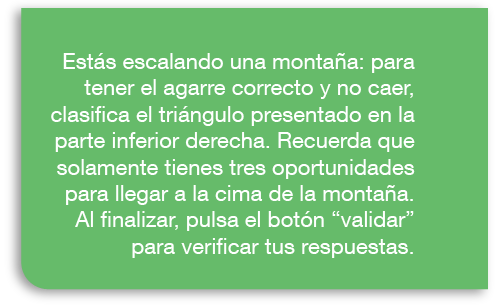 Estás escalando una montaña: para
tener el agarre correcto y no caer,
clasifica el triángulo presentado en la
parte inferior derecha. Recuerda que
solamente tienes tres oportunidades
para llegar a la cima de la montaña.
Al finalizar, pulsa el botón “validar”
para verificar tus respuestas.